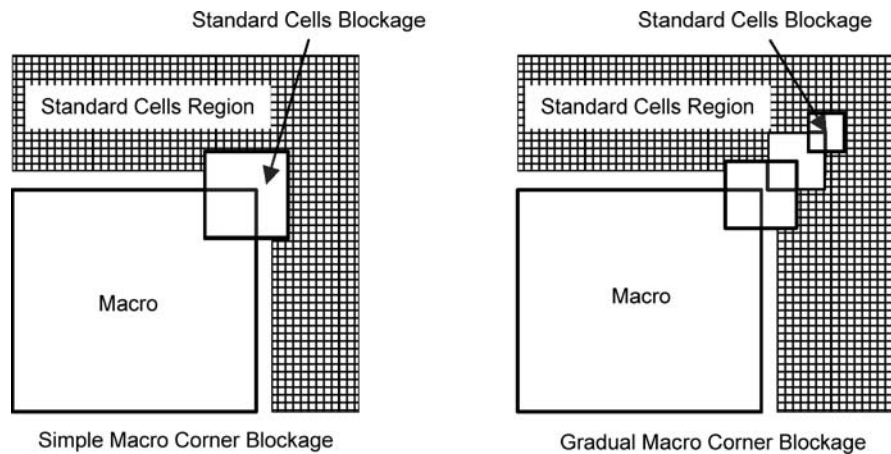 Standard Cells Blockage
Standard Cells Region
Macro
Simple Macro Corner Blockage
Standard Cells Blockage
Standard Cells Region
Macro
Gradual Macro Corner Blockage